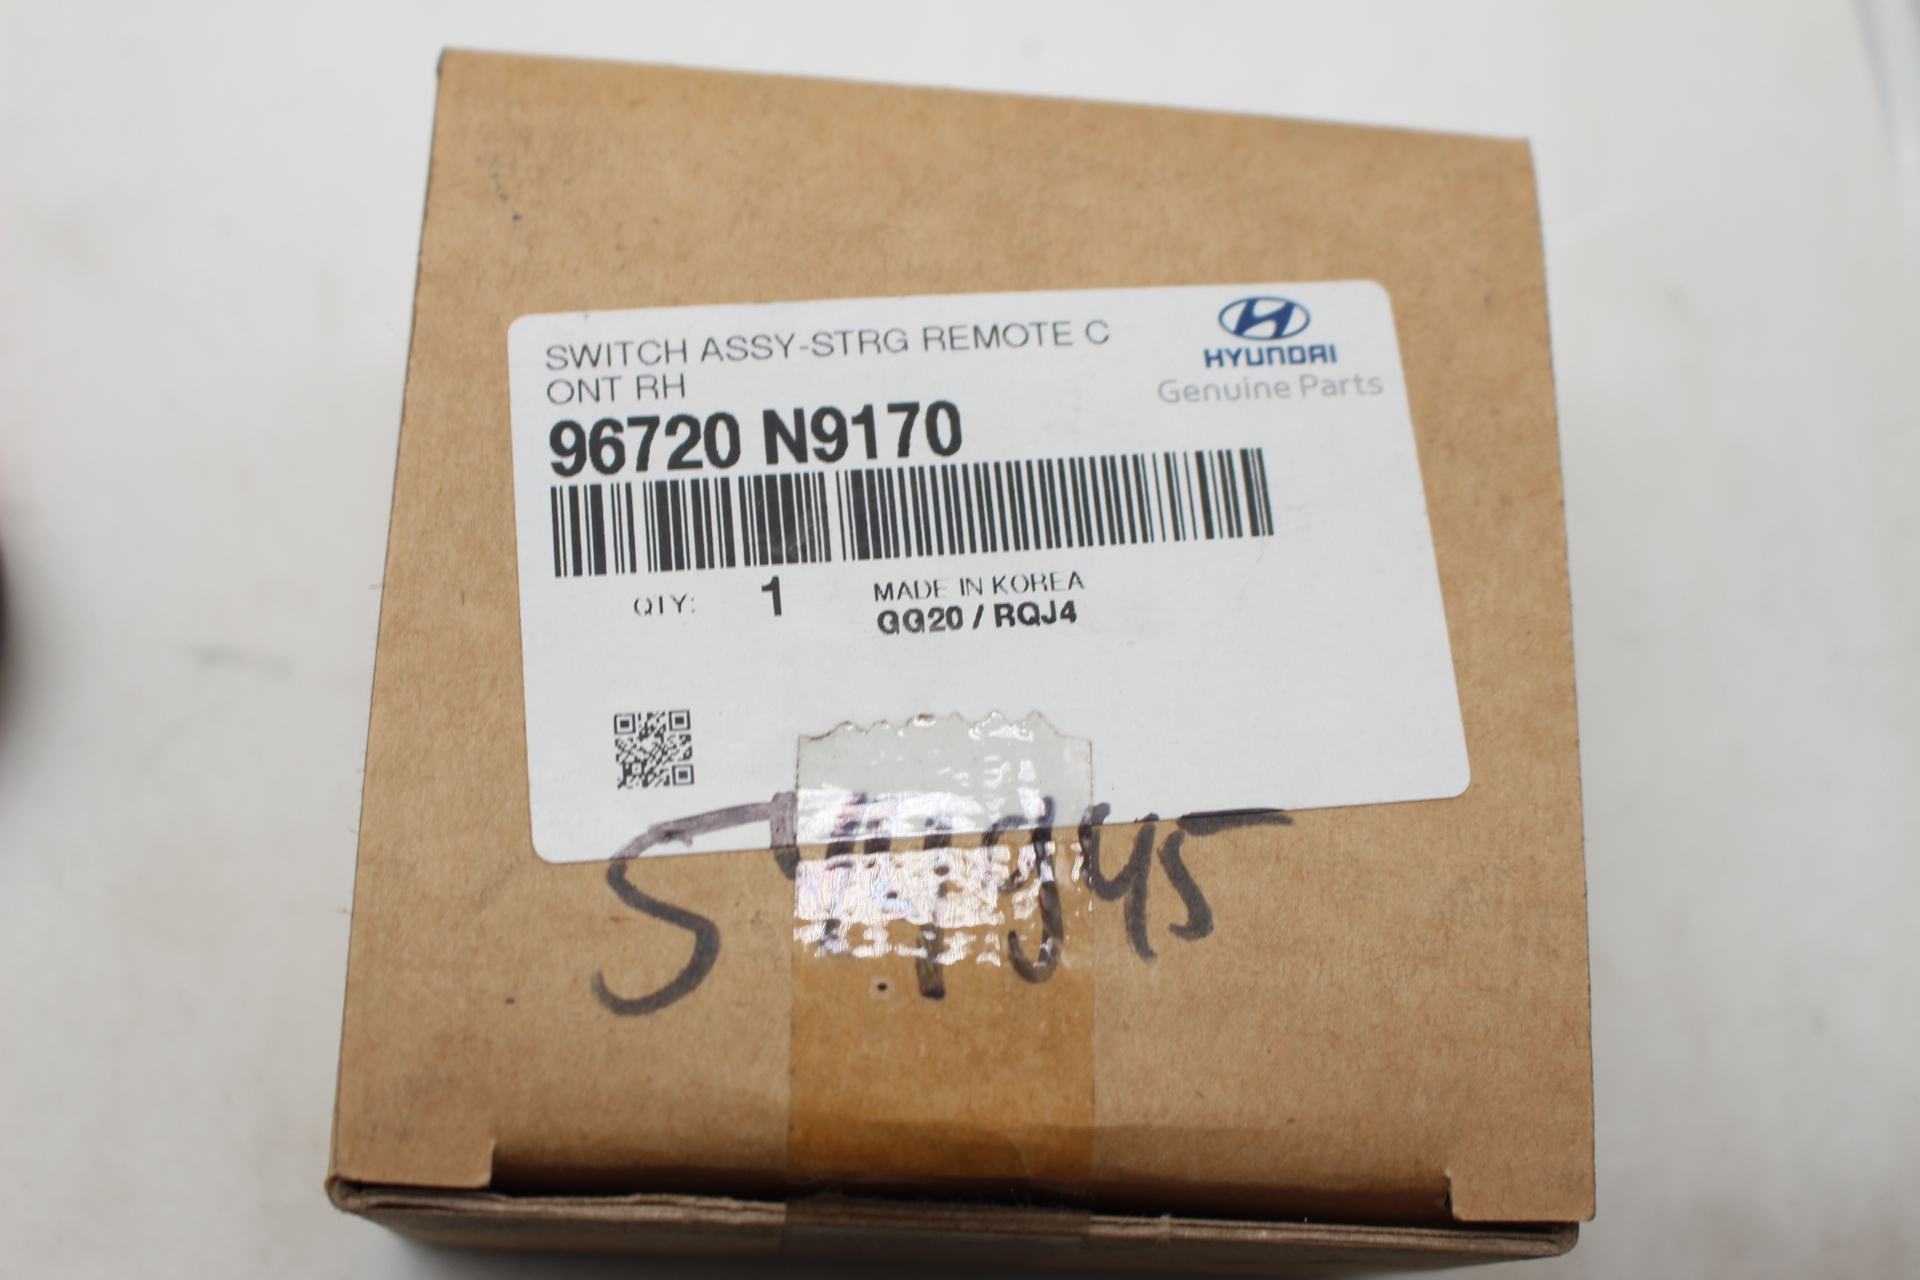 SWITCH ASSY-STRG REMOTE C
ONT RH
HYUNDAI
Genuine Parts
96720 N9170
QTY: 1
MADE IN KOREA
GG20 / RQJ4